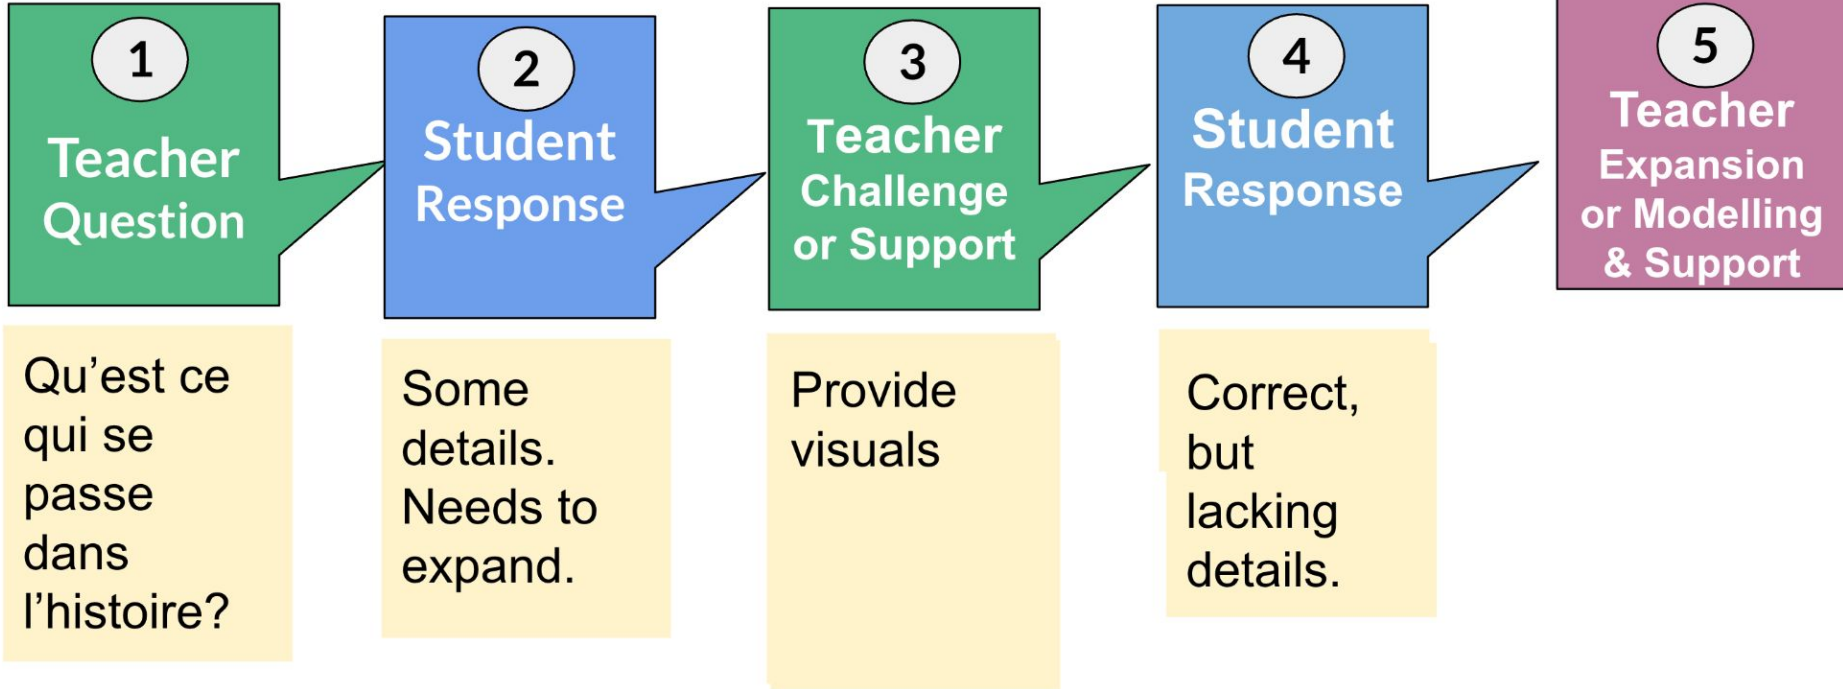 1
Teacher
Question
2
Student
Response
3
Teacher
Challenge
or Support
4
Student
Response
5
Teacher
Expansion
or Modelling
& Support
Qu’est ce
qui se
passe
dans
l’histoire?
Some
details.
Needs to
expand.
Provide
visuals
Correct,
but
lacking
details.